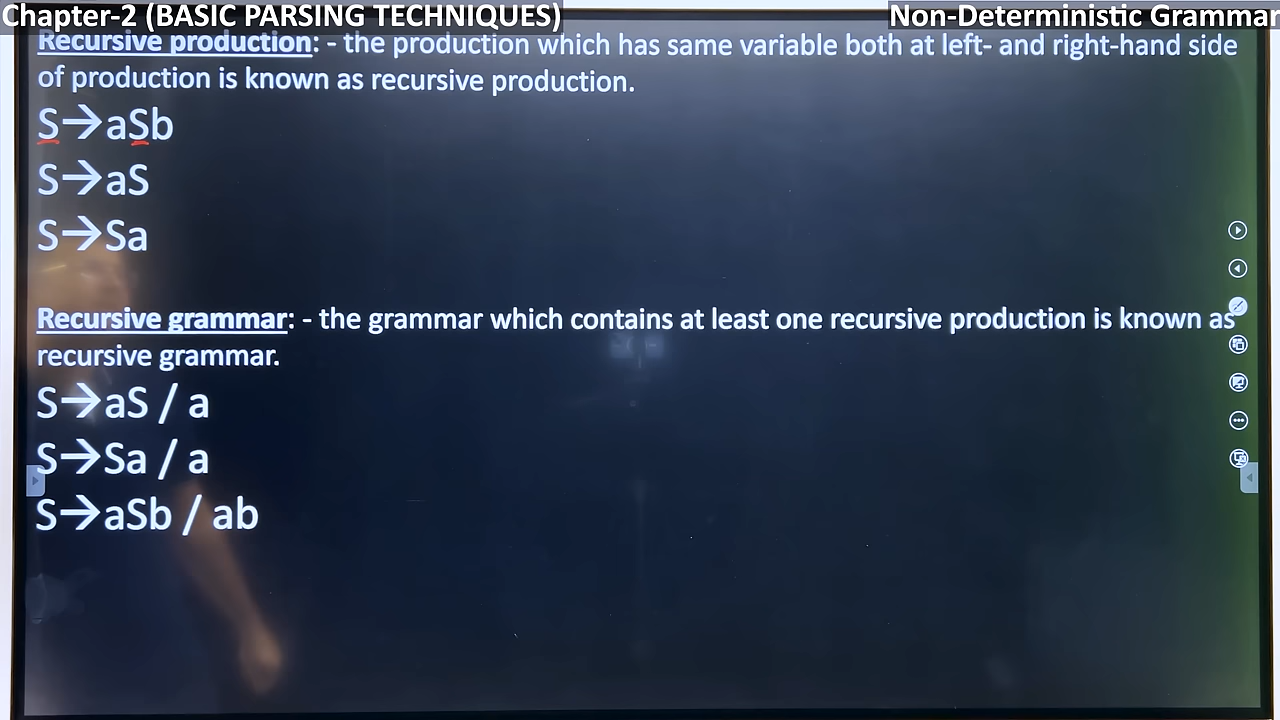 Chapter-2 (BASIC PARSING TECHNIQUES)
Non-Deterministic Grammar
Recursive production: - the production which has same variable both at left- and right-hand side
of production is known as recursive production.
S→aSb
S→aS
S→Sa
Recursive grammar: - the grammar which contains at least one recursive production is known as
recursive grammar.
S→aS / a
S→Sa / a
S→aSb / ab